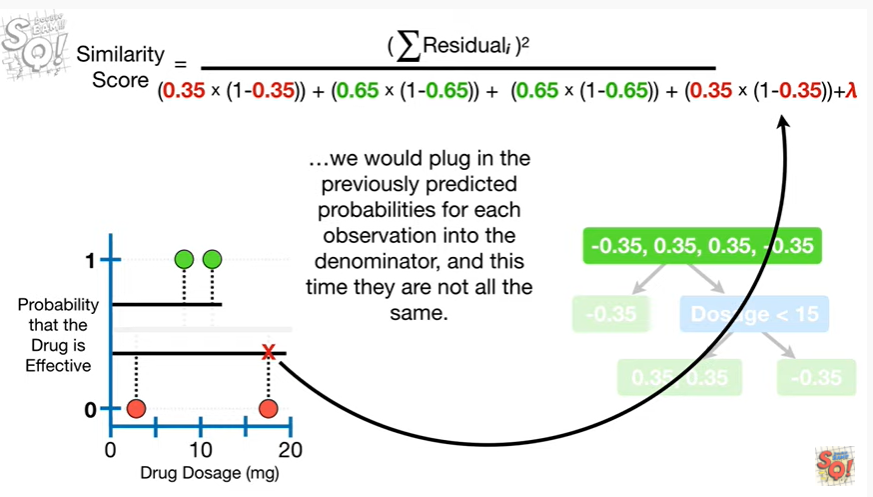 Similarity
Score
=
(∑Residualᵢ)²
(0.35 × (1-0.35)) + (0.65 × (1-0.65)) + (0.65 × (1-0.65)) + (0.35 × (1-0.35))+λ
...we would plug in the
previously predicted
probabilities for each
observation into the
denominator, and this
time they are not all the
same.
-0.35, 0.35, 0.35, -0.35
-0.35
Dosage < 15
0.35, 0.35
-0.35
Probability
that the
Drug is
Effective
1
0
X
0
10
20
Drug Dosage (mg)
SQ!
SQ!